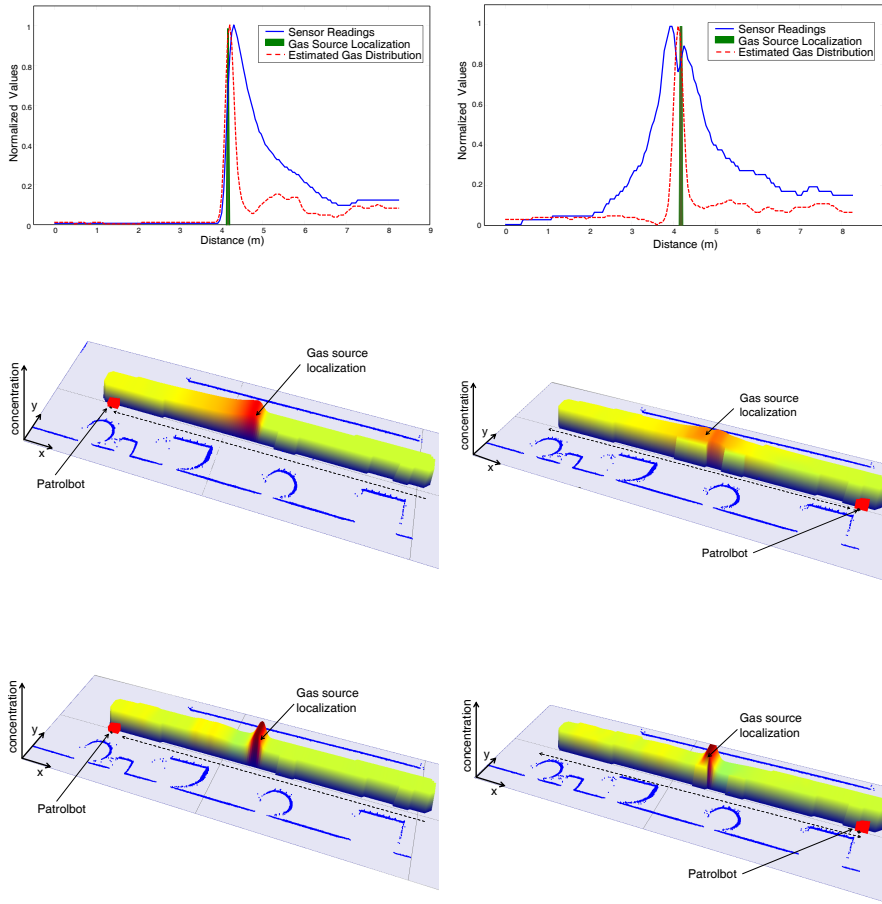 Sensor Readings
Gas Source Localization
Estimated Gas Distribution
Normalized Values
1
0.8
0.6
0.4
0.2
0
0 1 2 3 4 5 6 7 8 9
Distance (m)
Sensor Readings
Gas Source Localization
Estimated Gas Distribution
Normalized Values
1
0.8
0.6
0.4
0.2
0
0 1 2 3 4 5 6 7 8
Distance (m)
concentration
y
x
Gas source
localization
Patrolbot
concentration
y
x
Gas source
localization
Patrolbot
concentration
y
x
Gas source
localization
Patrolbot
concentration
y
x
Gas source
localization
Patrolbot